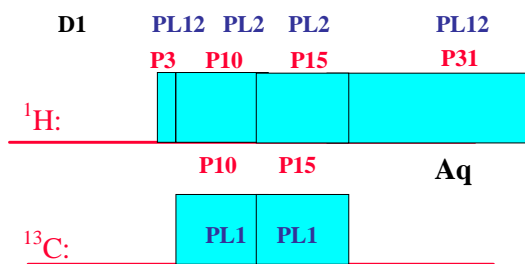 D1 PL12 PL2 PL2 PL12
P3 P10 P15 P31
¹H:
P10 P15 Aq
¹³C: PL1 PL1